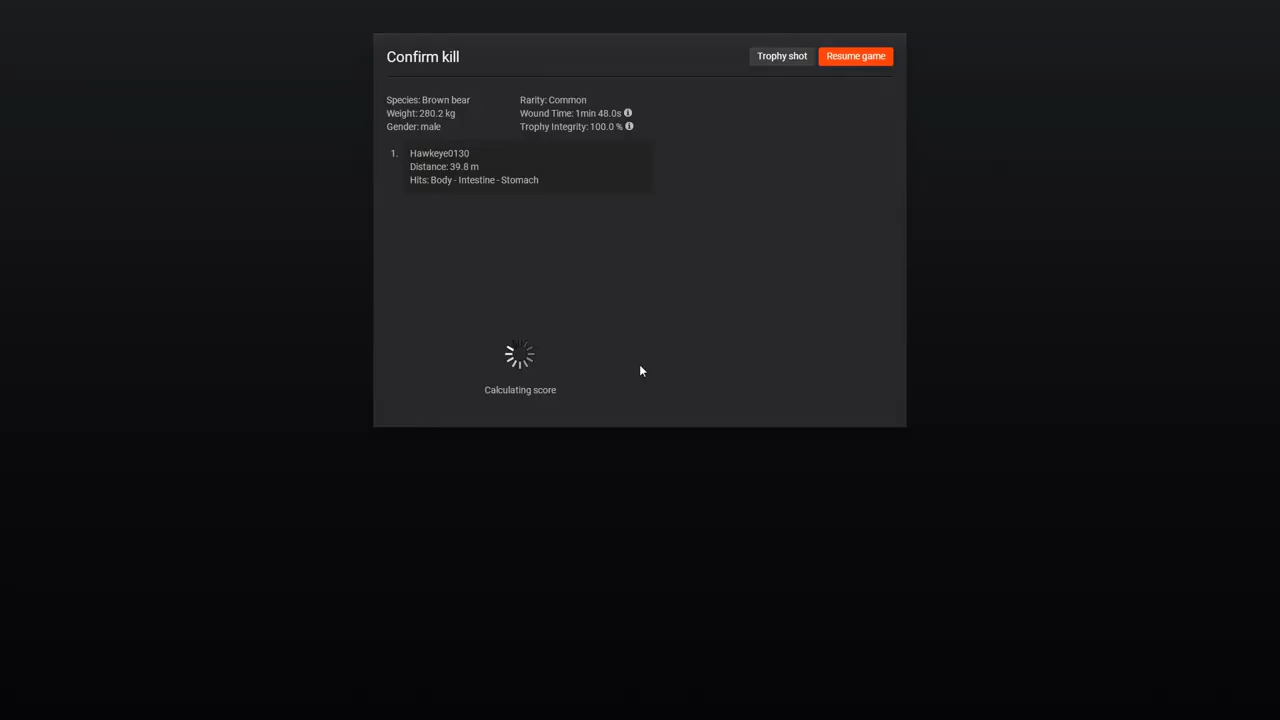 Confirm kill
Trophy shot
Resume game
Species: Brown bear
Weight: 280.2 kg
Gender: male
Rarity: Common
Wound Time: 1min 48.0s
Trophy Integrity: 100.0 %
1. Hawkeye0130
Distance: 39.8 m
Hits: Body - Intestine - Stomach
Calculating score